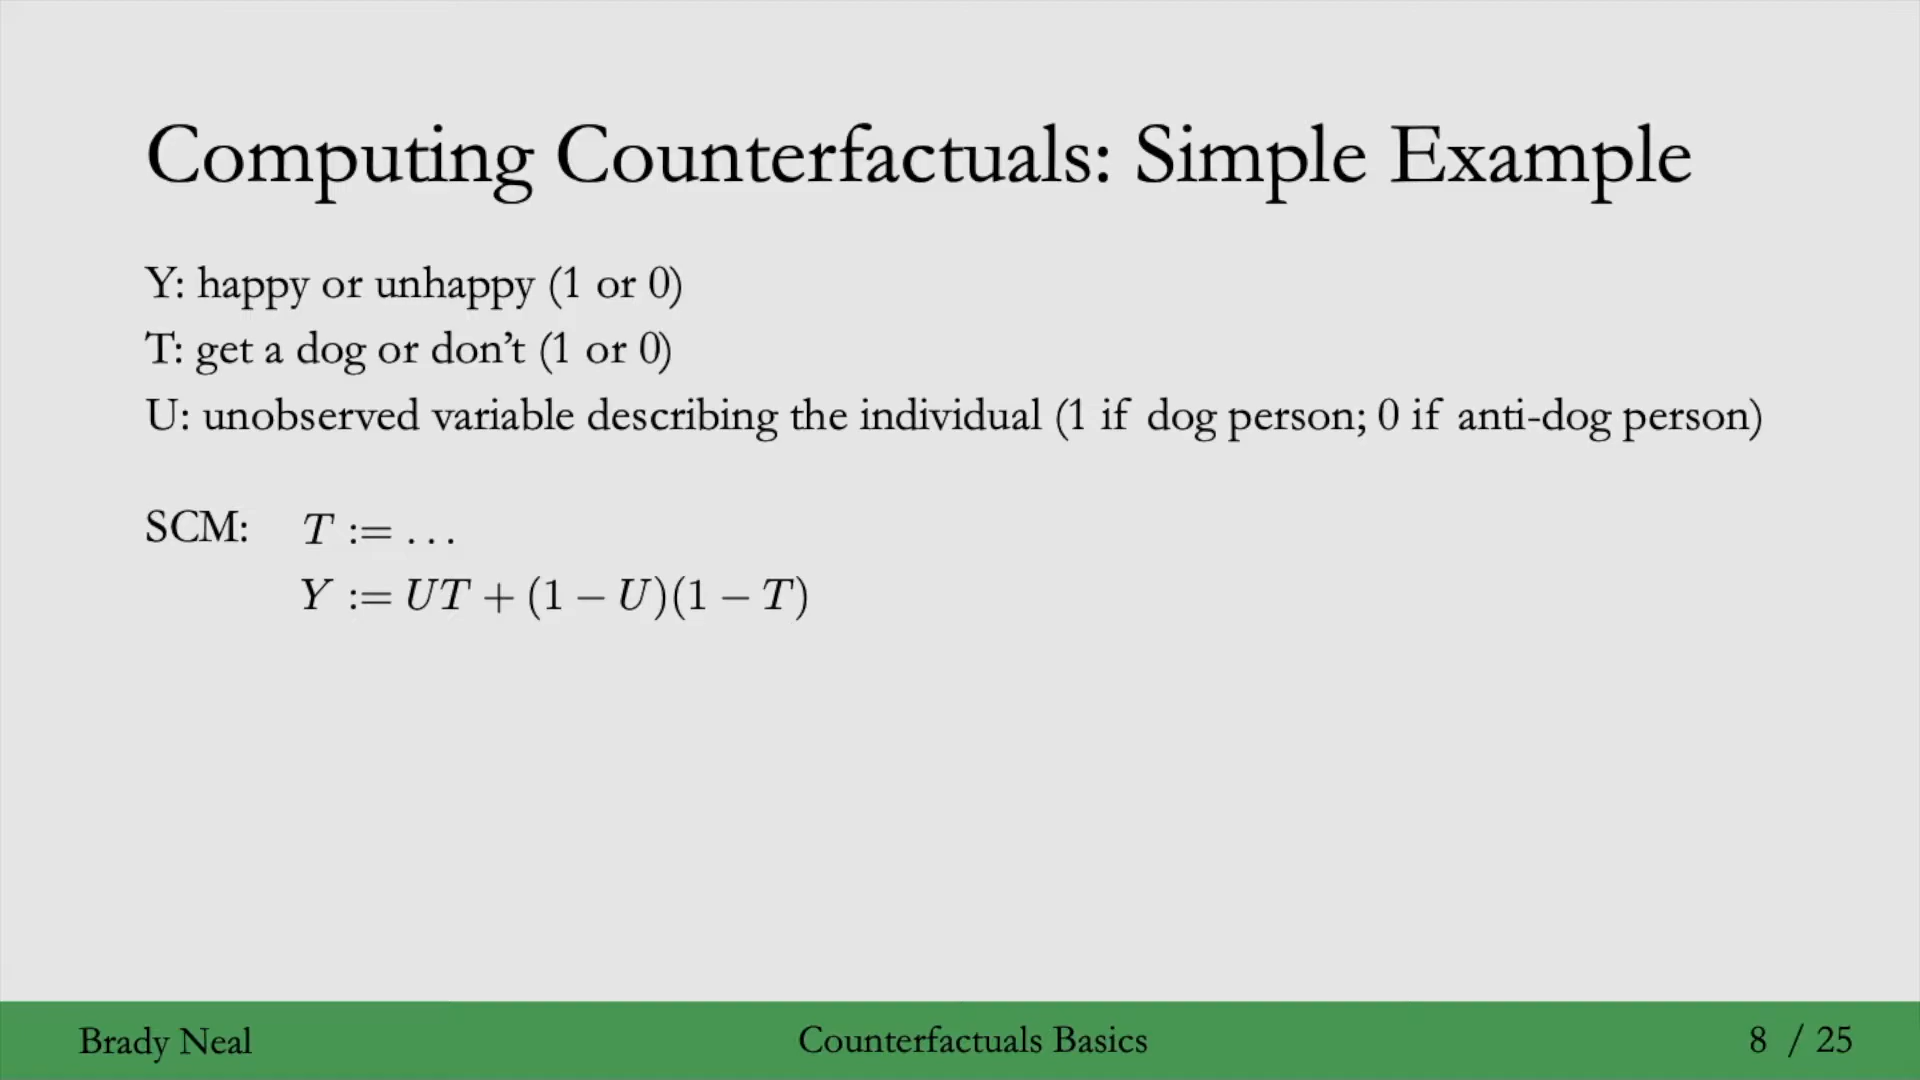 Computing Counterfactuals: Simple Example
Y: happy or unhappy (1 or 0)
T: get a dog or don’t (1 or 0)
U: unobserved variable describing the individual (1 if dog person; 0 if anti-dog person)
SCM: T := . . .
Y := UT + (1 − U)(1 − T)
Brady Neal Counterfactuals Basics 8 / 25